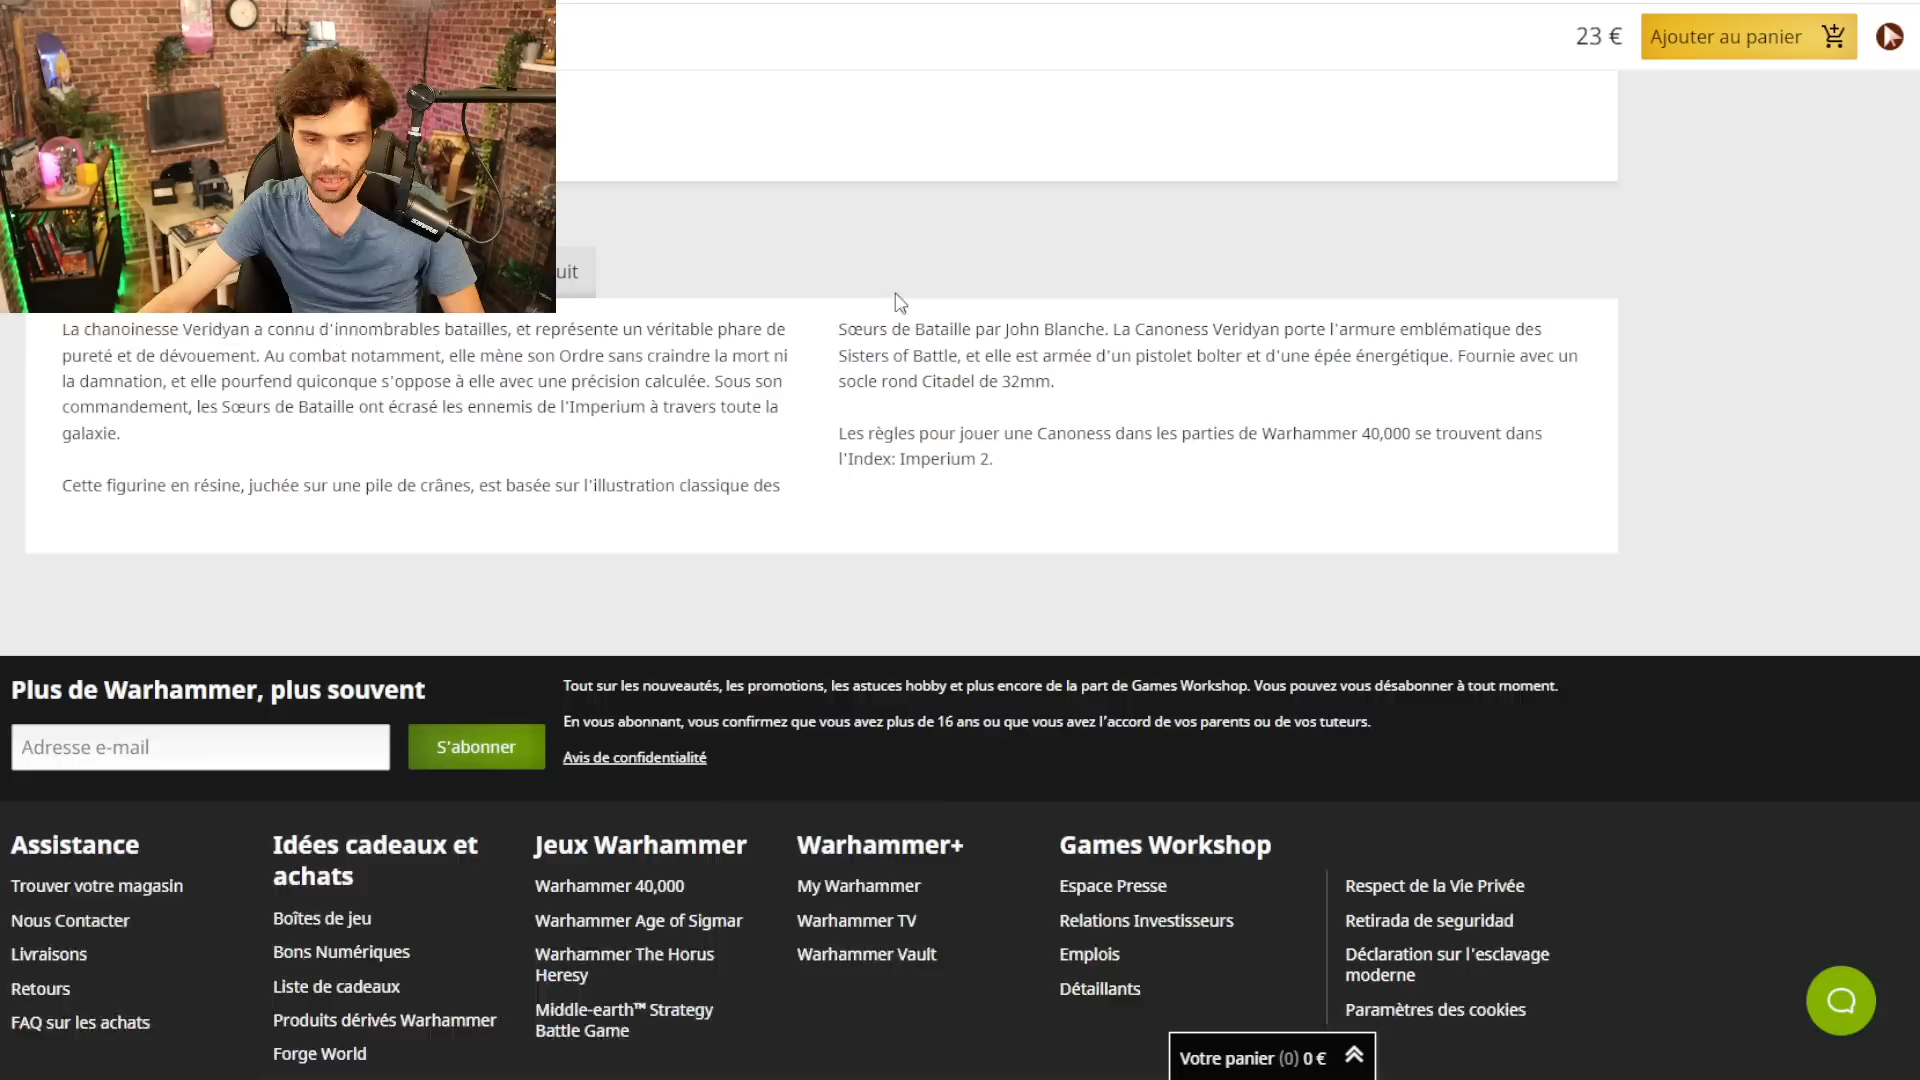 23 €
Ajouter au panier
SHURE
uit
La chanoinesse Veridyan a connu d'innombrables batailles, et représente un véritable phare de
pureté et de dévouement. Au combat notamment, elle mène son Ordre sans craindre la mort ni
la damnation, et elle pourfend quiconque s'oppose à elle avec une précision calculée. Sous son
commandement, les Sœurs de Bataille ont écrasé les ennemis de l'Imperium à travers toute la
galaxie.
Cette figurine en résine, juchée sur une pile de crânes, est basée sur l'illustration classique des
Sœurs de Bataille par John Blanche. La Canoness Veridyan porte l'armure emblématique des
Sisters of Battle, et elle est armée d'un pistolet bolter et d'une épée énergétique. Fournie avec un
socle rond Citadel de 32mm.
Les règles pour jouer une Canoness dans les parties de Warhammer 40,000 se trouvent dans
l'Index: Imperium 2.
Plus de Warhammer, plus souvent
Adresse e-mail
S'abonner
Tout sur les nouveautés, les promotions, les astuces hobby et plus encore de la part de Games Workshop. Vous pouvez vous désabonner à tout moment.
En vous abonnant, vous confirmez que vous avez plus de 16 ans ou que vous avez l'accord de vos parents ou de vos tuteurs.
Avis de confidentialité
Assistance
Trouver votre magasin
Nous Contacter
Livraisons
Retours
FAQ sur les achats
Idées cadeaux et
achats
Boîtes de jeu
Bons Numériques
Liste de cadeaux
Produits dérivés Warhammer
Forge World
Jeux Warhammer
Warhammer 40,000
Warhammer Age of Sigmar
Warhammer The Horus
Heresy
Middle-earth™ Strategy
Battle Game
Warhammer+
My Warhammer
Warhammer TV
Warhammer Vault
Games Workshop
Espace Presse
Relations Investisseurs
Emplois
Détaillants
Respect de la Vie Privée
Retirada de seguridad
Déclaration sur l'esclavage
moderne
Paramètres des cookies
Votre panier (0) 0 €